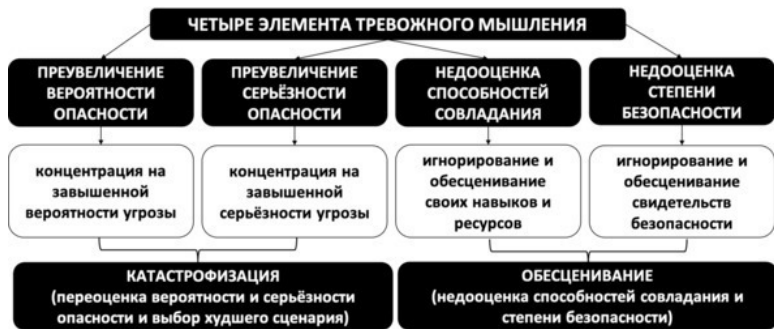 ЧЕТЫРЕ ЭЛЕМЕНТА ТРЕВОЖНОГО МЫШЛЕНИЯ
ПРЕУВЕЛИЧЕНИЕ
ВЕРОЯТНОСТИ
ОПАСНОСТИ
ПРЕУВЕЛИЧЕНИЕ
СЕРЬЁЗНОСТИ
ОПАСНОСТИ
НЕДООЦЕНКА
СПОСОБНОСТЕЙ
СОВЛАДАНИЯ
НЕДООЦЕНКА
СТЕПЕНИ
БЕЗОПАСНОСТИ
концентрация на
завышенной
вероятности угрозы
концентрация на
завышенной
серьёзности угрозы
игнорирование и
обесценивание
своих навыков и
ресурсов
игнорирование и
обесценивание
свидетельств
безопасности
КАТАСТРОФИЗАЦИЯ
(переоценка вероятности и серьёзности
опасности и выбор худшего сценария)
ОБЕСЦЕНИВАНИЕ
(недооценка способностей совладания и
степени безопасности)